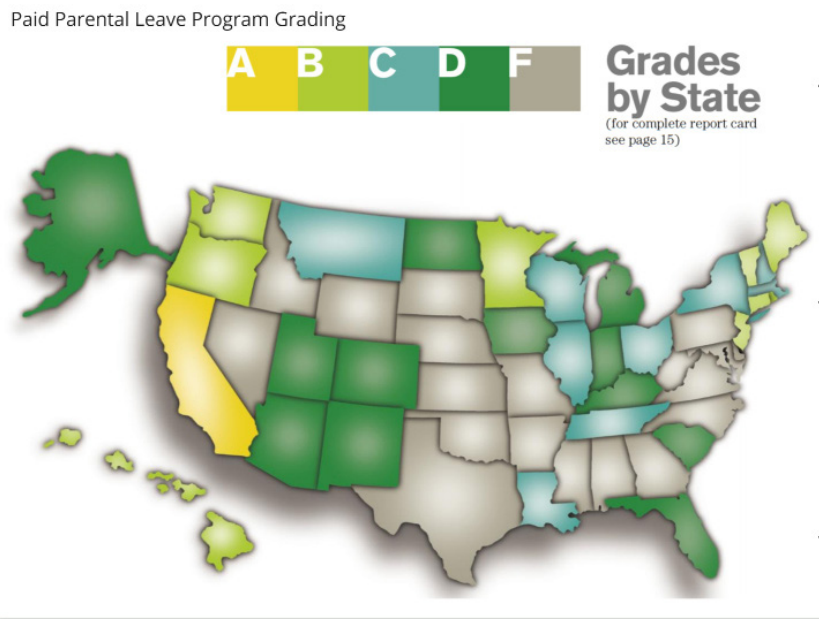 Paid Parental Leave Program Grading
A B C D F
Grades
by State
(for complete report card
see page 15)